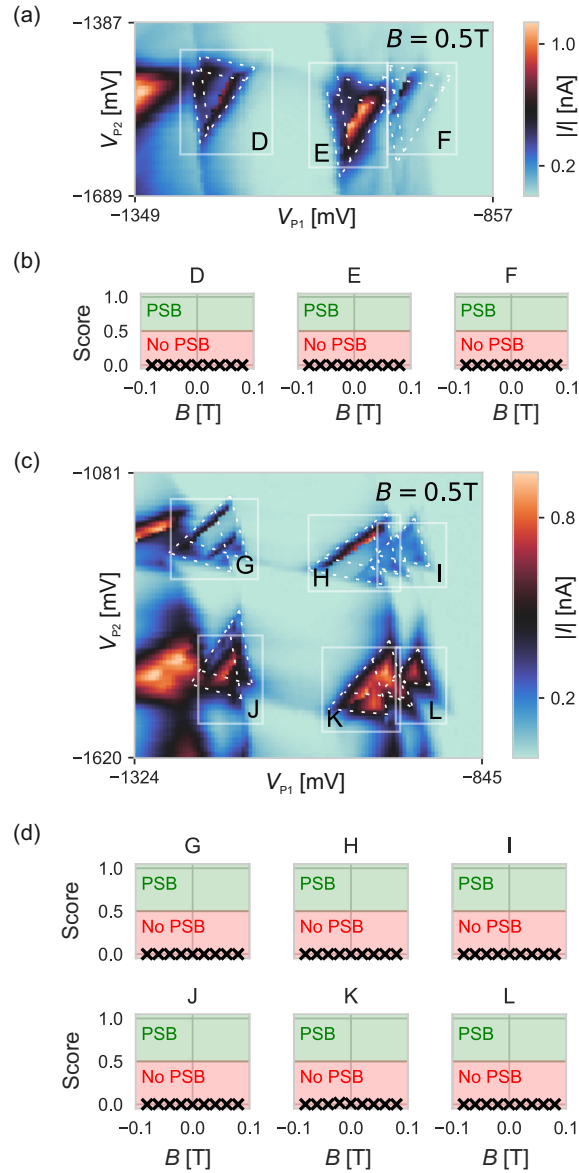 (a)
−1387
B = 0.5T
D
E
F
V_P2 [mV]
−1689
−1349
V_P1 [mV]
−857
1.0
0.2
|I| [nA]
(b)
D
E
F
Score
1.0
0.5
0.0
PSB
No PSB
PSB
No PSB
PSB
No PSB
−0.1 0.0 0.1
−0.1 0.0 0.1
−0.1 0.0 0.1
B [T]
B [T]
B [T]
(c)
−1081
B = 0.5T
G
H
I
J
K
L
V_P2 [mV]
−1620
−1324
V_P1 [mV]
−845
0.8
0.2
|I| [nA]
(d)
G
H
I
Score
1.0
0.5
0.0
PSB
No PSB
PSB
No PSB
PSB
No PSB
J
K
L
Score
1.0
0.5
0.0
PSB
No PSB
PSB
No PSB
PSB
No PSB
−0.1 0.0 0.1
−0.1 0.0 0.1
−0.1 0.0 0.1
B [T]
B [T]
B [T]